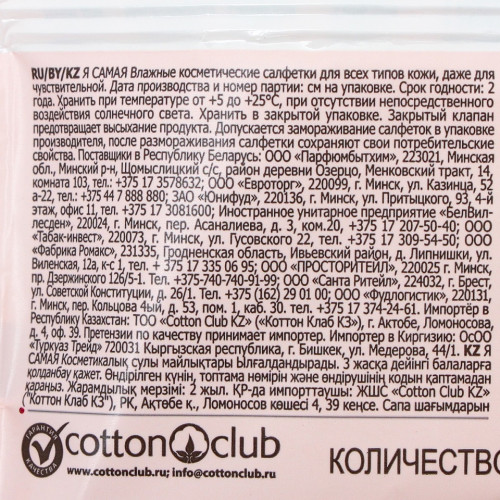 RU/BY/KZ Я САМАЯ Влажные косметические салфетки для всех типов кожи, даже для
чувствительной. Дата производства и номер партии: см на упаковке. Срок годности: 2
года. Хранить при температуре от +5 до +25°С, при отсутствии непосредственного
воздействия солнечного света. Хранить в закрытой упаковке. Закрытый клапан
предотвращает высыхание продукта. Допускается замораживание салфеток в упаковке
производителя, после размораживания салфетки сохраняют свои потребительские
свойства. Поставщики в Республику Беларусь: ООО «Парфюмбытхим», 223021, Минская
обл., Минский р-н, Щомыслицкий с/с, район деревни Озерцо, Менковский тракт, 14,
комната 103, тел.: +375 17 3578632; ООО «Евроторг», 220099, г. Минск, ул. Казинца, 52
а-22, тел.: +375 44 7 888 880; ЗАО «Юнифуд», 220136, г. Минск, ул. Притыцкого, 93, 4-й
этаж, офис 11, тел: +375 17 3081600; Иностранное унитарное предприятие «БелВил-
лесден», 220024, г. Минск, пер. Асаналиева, д. 3, ком.20, +375 17 207-50-40; ООО
«Табак-инвест», 220073, г. Минск, ул. Гусовского 22, тел: +375 17 309-54-50; ООО
«Фабрика Ромакс», 231335, Гродненская область, Ивьевский район, д. Липнишки, ул.
Виленская, 12а, к-с 1, тел. + 375 17 335 06 95; ООО «ПРОСТОРИТЕЙЛ», 220025 г. Минск,
пр. Дзержинского 126/5-1. Тел:+375-740-740-91-99; ООО «Санта Ритейл», 224032, г. Брест,
ул. Советской Конституции, д. 26/1. Тел: +375 (162) 29 01 00; ООО «Фудлогистик», 220131,
г. Минск, пер. Кольцова 4ый, д. 53, пом. 1, каб. 30. тел: +375 17 374-24-61. Импортёр в
Республику Казахстан: ТОО «Cotton Club KZ» («Коттон Клаб КЗ»), г. Актобе, Ломоносова,
д. 4, оф. 39. Претензии по качеству принимает импортер. Импортер в Киргизию: ОсОО
«Туркуаз Трейд» 720031 Кыргызская республика, г. Бишкек, ул. Медерова, 44/1. KZ Я
САМАЯ Косметикалық сулы майлықтары Ылғалдандырады. 3 жасқа дейінгі балаларға
қолданбау қажет. Өндірілген күнін, топтама нөмірін және өндірушінің кодын қаптамадан
қараңыз. Жарамдылық мерзімі: 2 жыл. ҚР-да импорттаушы: ЖШС «Cotton Club KZ»
("Коттон Клаб КЗ"), РҚ, Ақтөбе қ., Ломоносов көшесі 4, 39 кеңсе. Сапа шағымдарын
ГАРАНТИЯ КАЧЕСТВА
cotton club
www.cottonclub.ru; info@cottonclub.ru
КОЛИЧЕСТВО